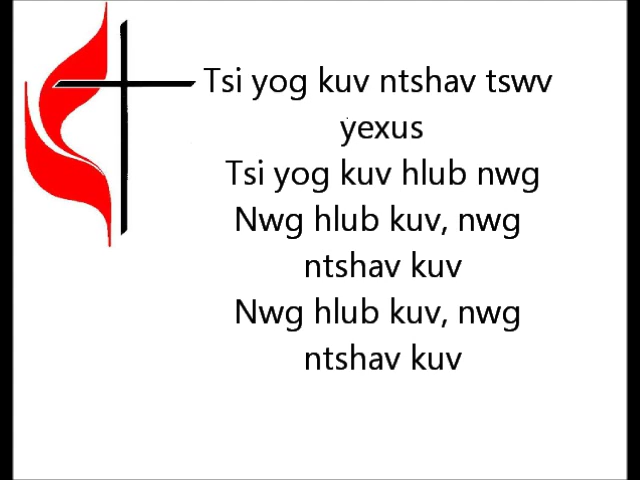 Tsi yog kuv ntshav tswv
yexus
Tsi yog kuv hlub nwg
Nwg hlub kuv, nwg
ntshav kuv
Nwg hlub kuv, nwg
ntshav kuv